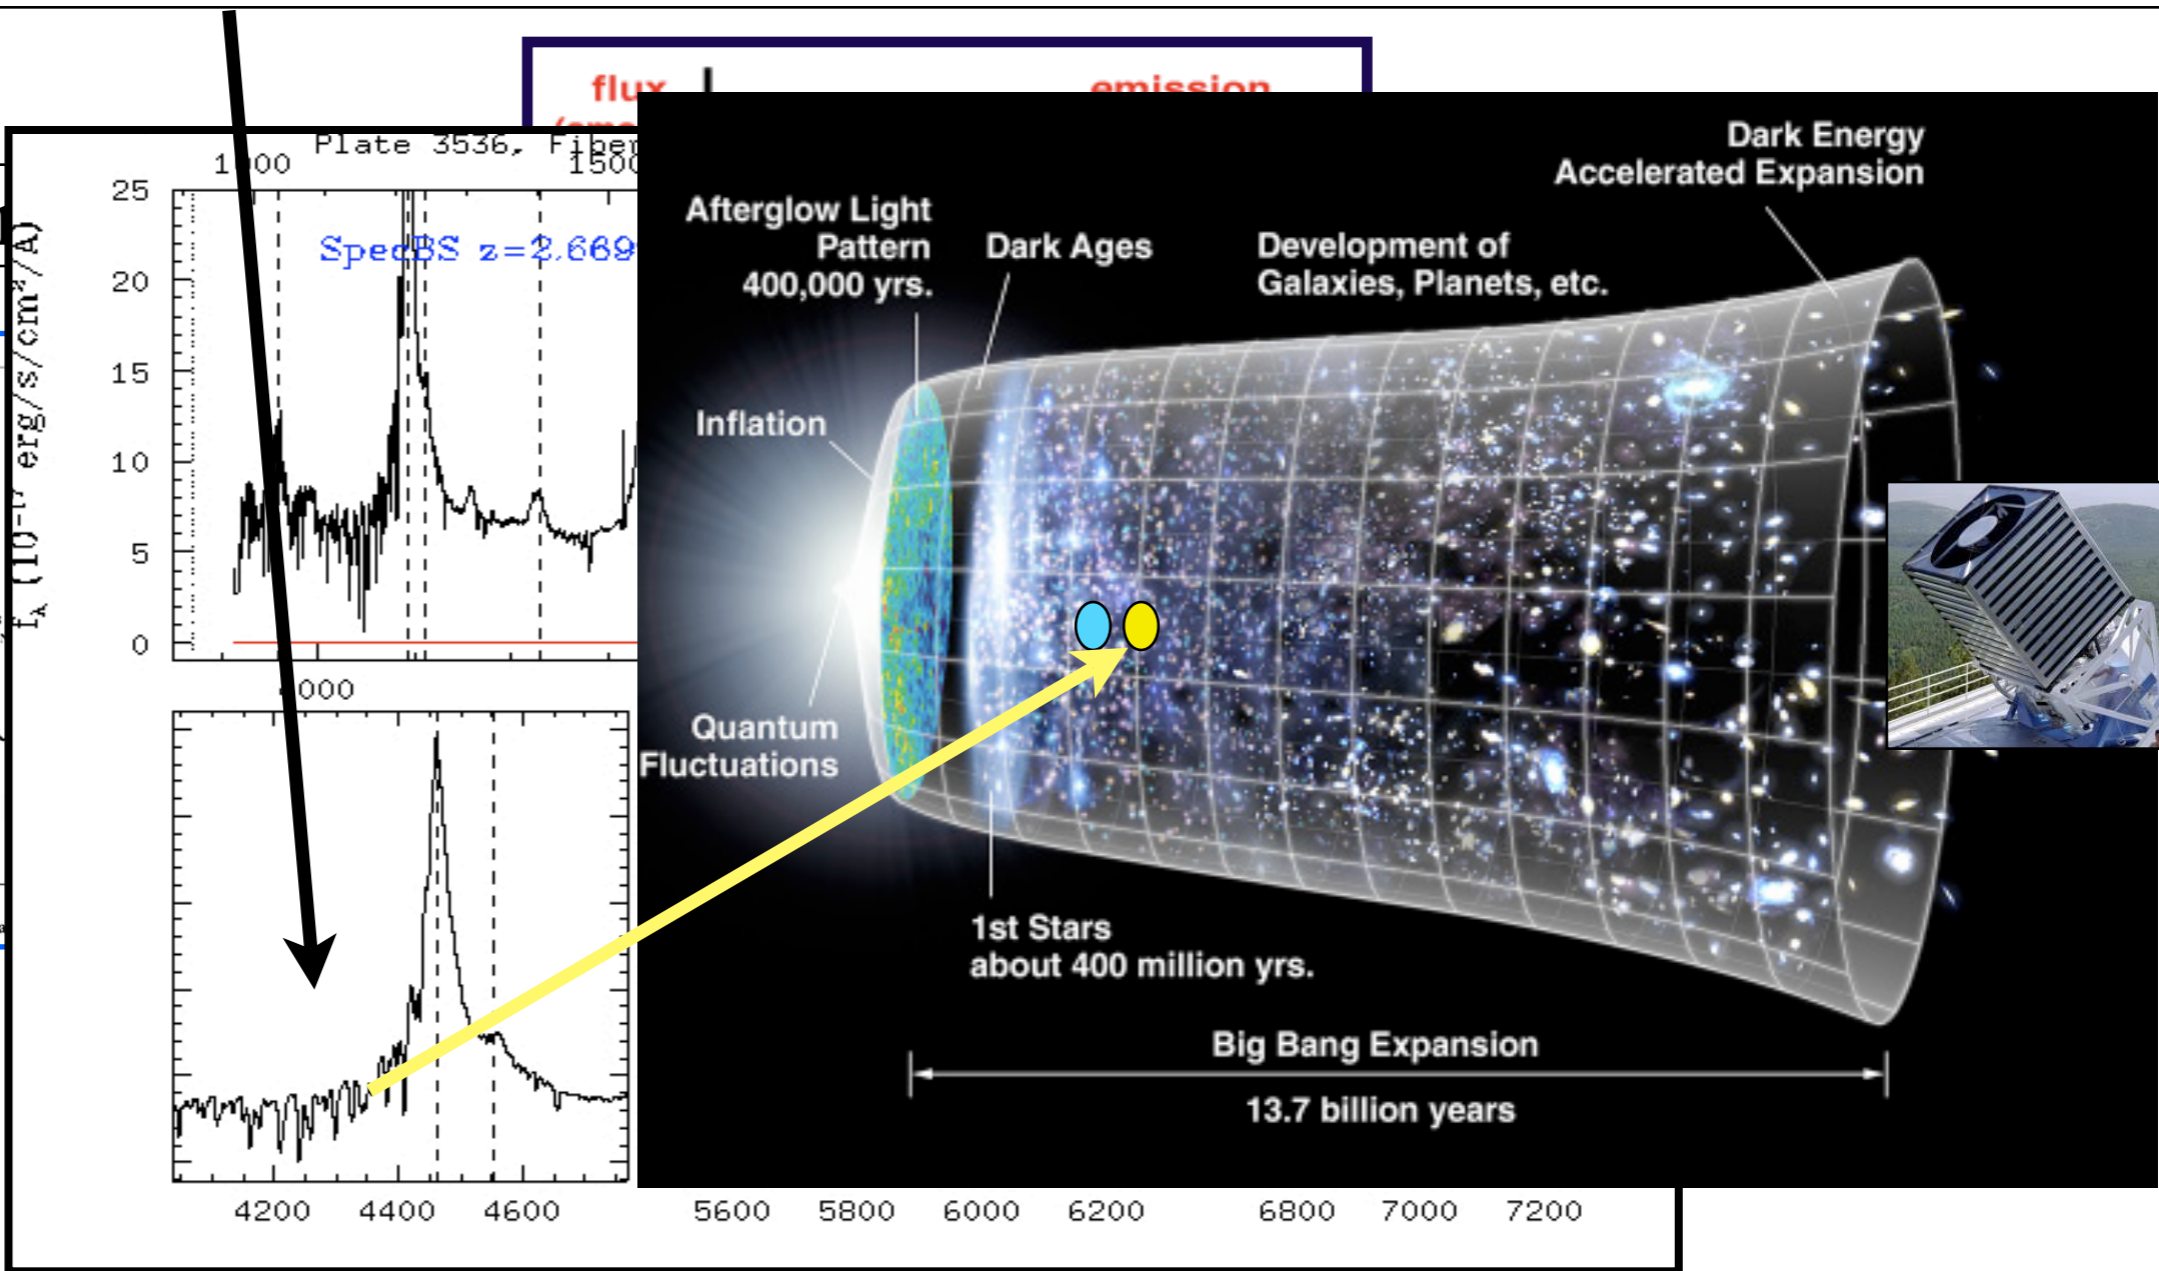 flux
emission
Plate 3536,
1500
25
20
15
10
5
0
SpecBS z=2.669
erg/s/cm²/A)
4200 4400 4600 5600 5800 6000 6200 6800 7000 7200
Dark Energy
Accelerated Expansion
Afterglow Light
Pattern
400,000 yrs.
Dark Ages
Development of
Galaxies, Planets, etc.
Inflation
Quantum
Fluctuations
1st Stars
about 400 million yrs.
Big Bang Expansion
13.7 billion years